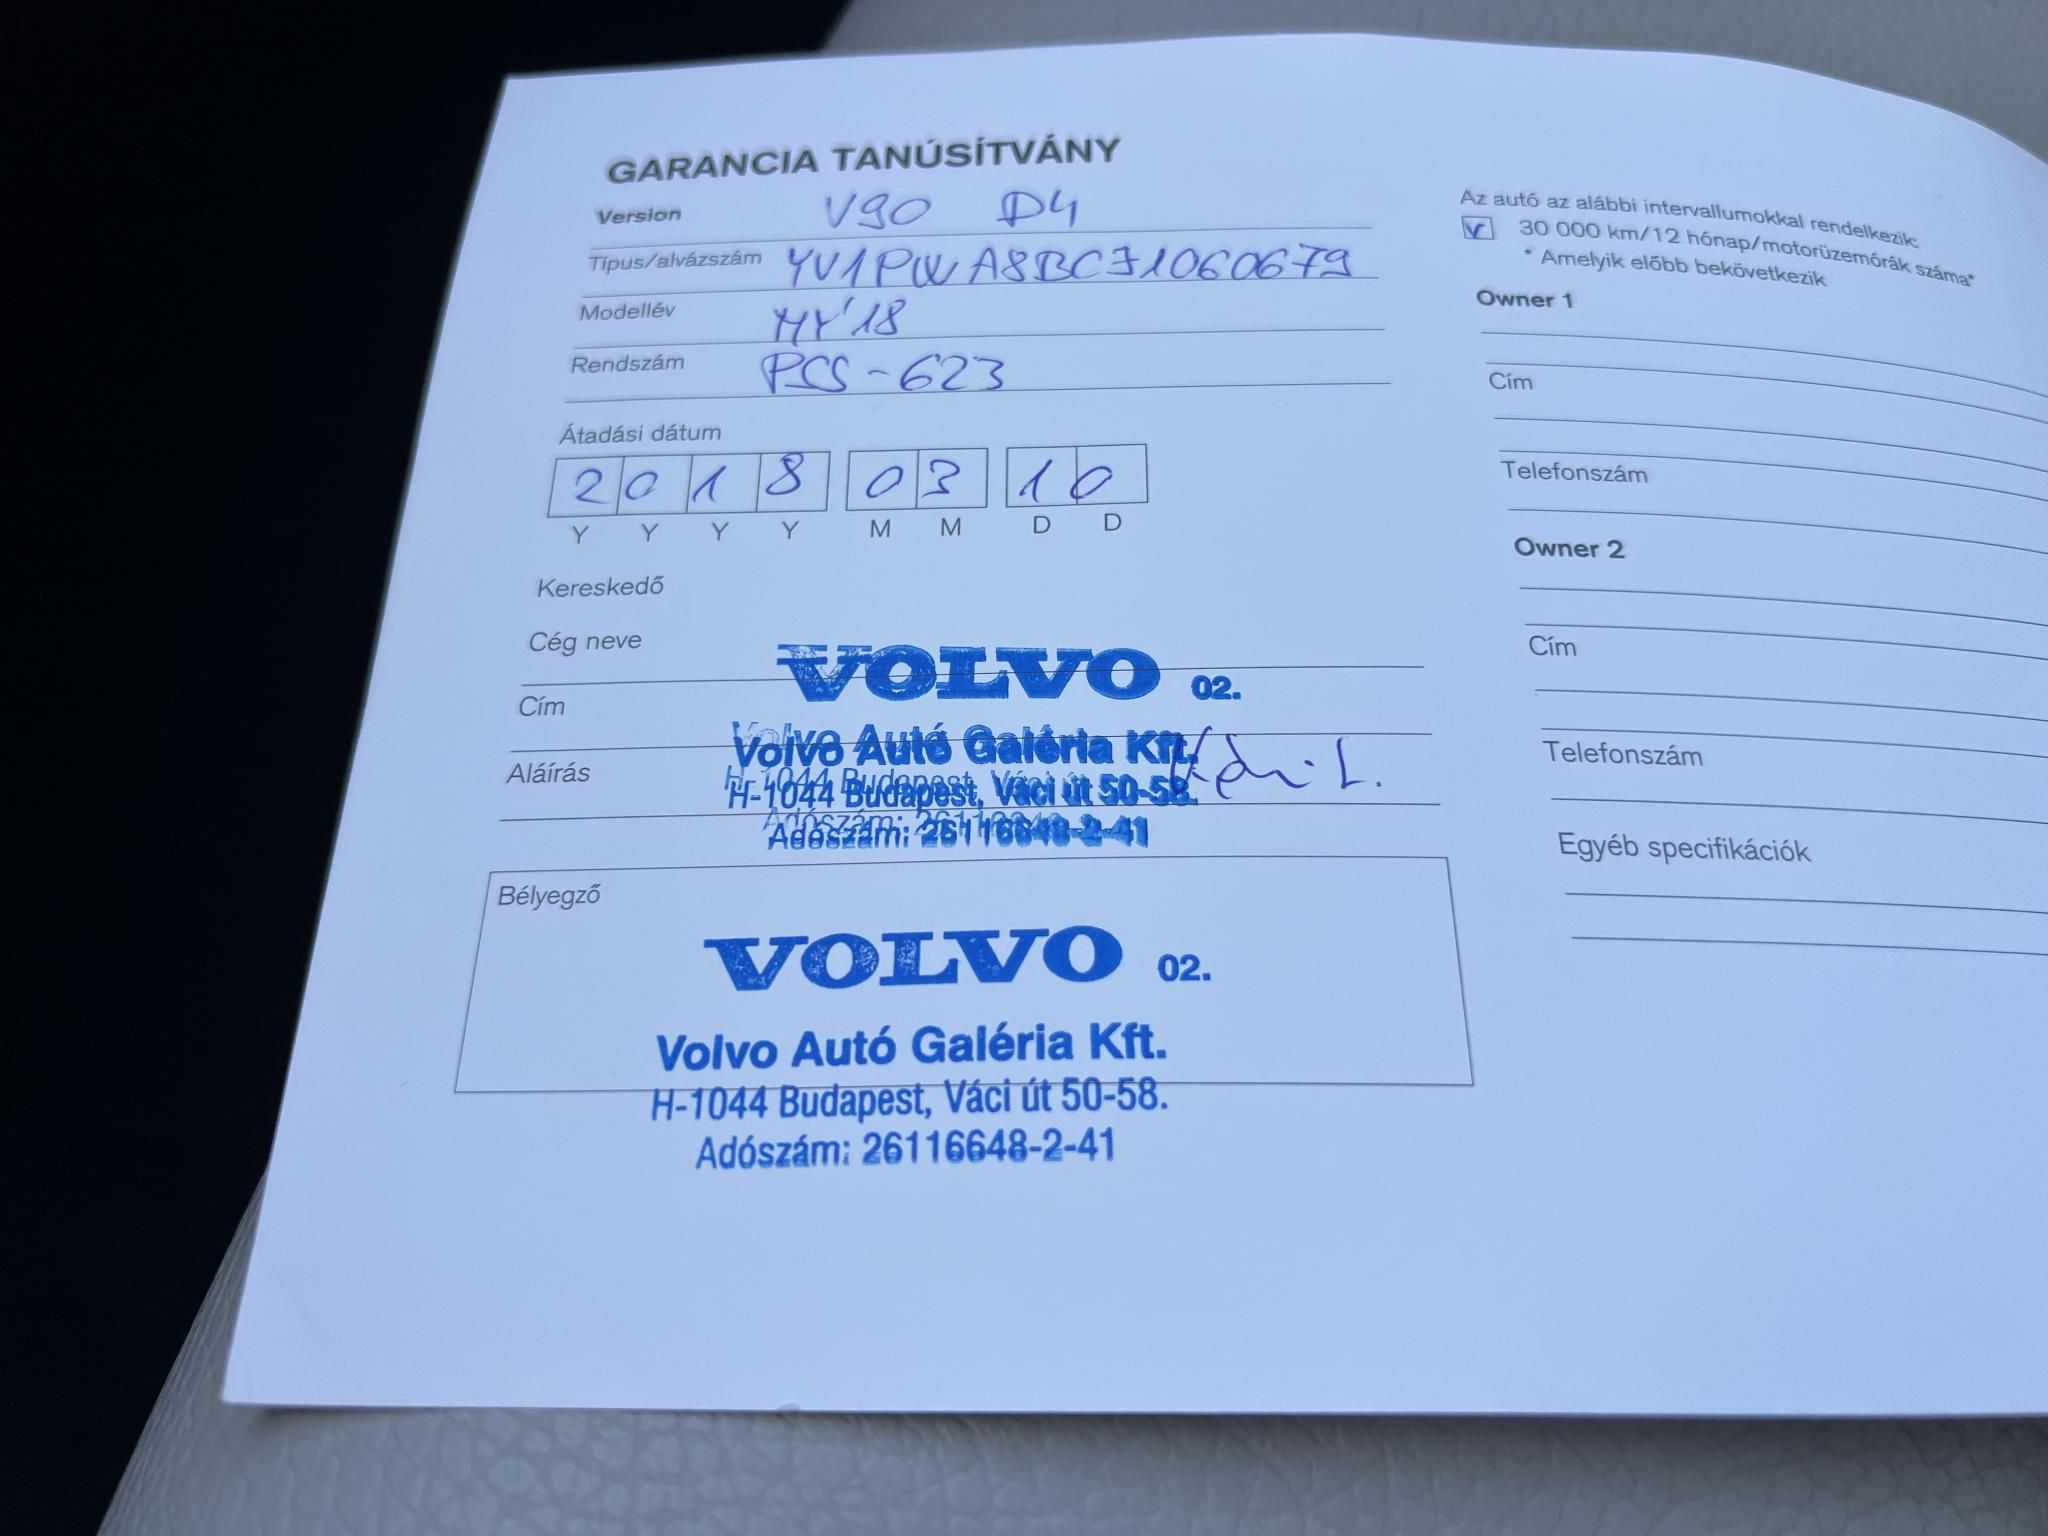 GARANCIA TANÚSÍTVÁNY
Version V90 D4
Típus/alvázszám YV1PWA8BCJ1060679
Modellév MY'18
Rendszám PSS-623
Átadási dátum
2018 03 10
Y Y Y Y M M D D
Kereskedő
Cég neve
VOLVO 02.
Cím
Volvo Autó Galéria Kft.
Aláírás
H-1044 Budapest, Váci út 50-58.
Adószám: 26116648-2-41
Bélyegző
VOLVO 02.
Volvo Autó Galéria Kft.
H-1044 Budapest, Váci út 50-58.
Adószám: 26116648-2-41
Az autó az alábbi intervallumokkal rendelkezik:
30 000 km/12 hónap/motorüzemórák száma*
* Amelyik előbb bekövetkezik
Owner 1
Cím
Telefonszám
Owner 2
Cím
Telefonszám
Egyéb specifikációk